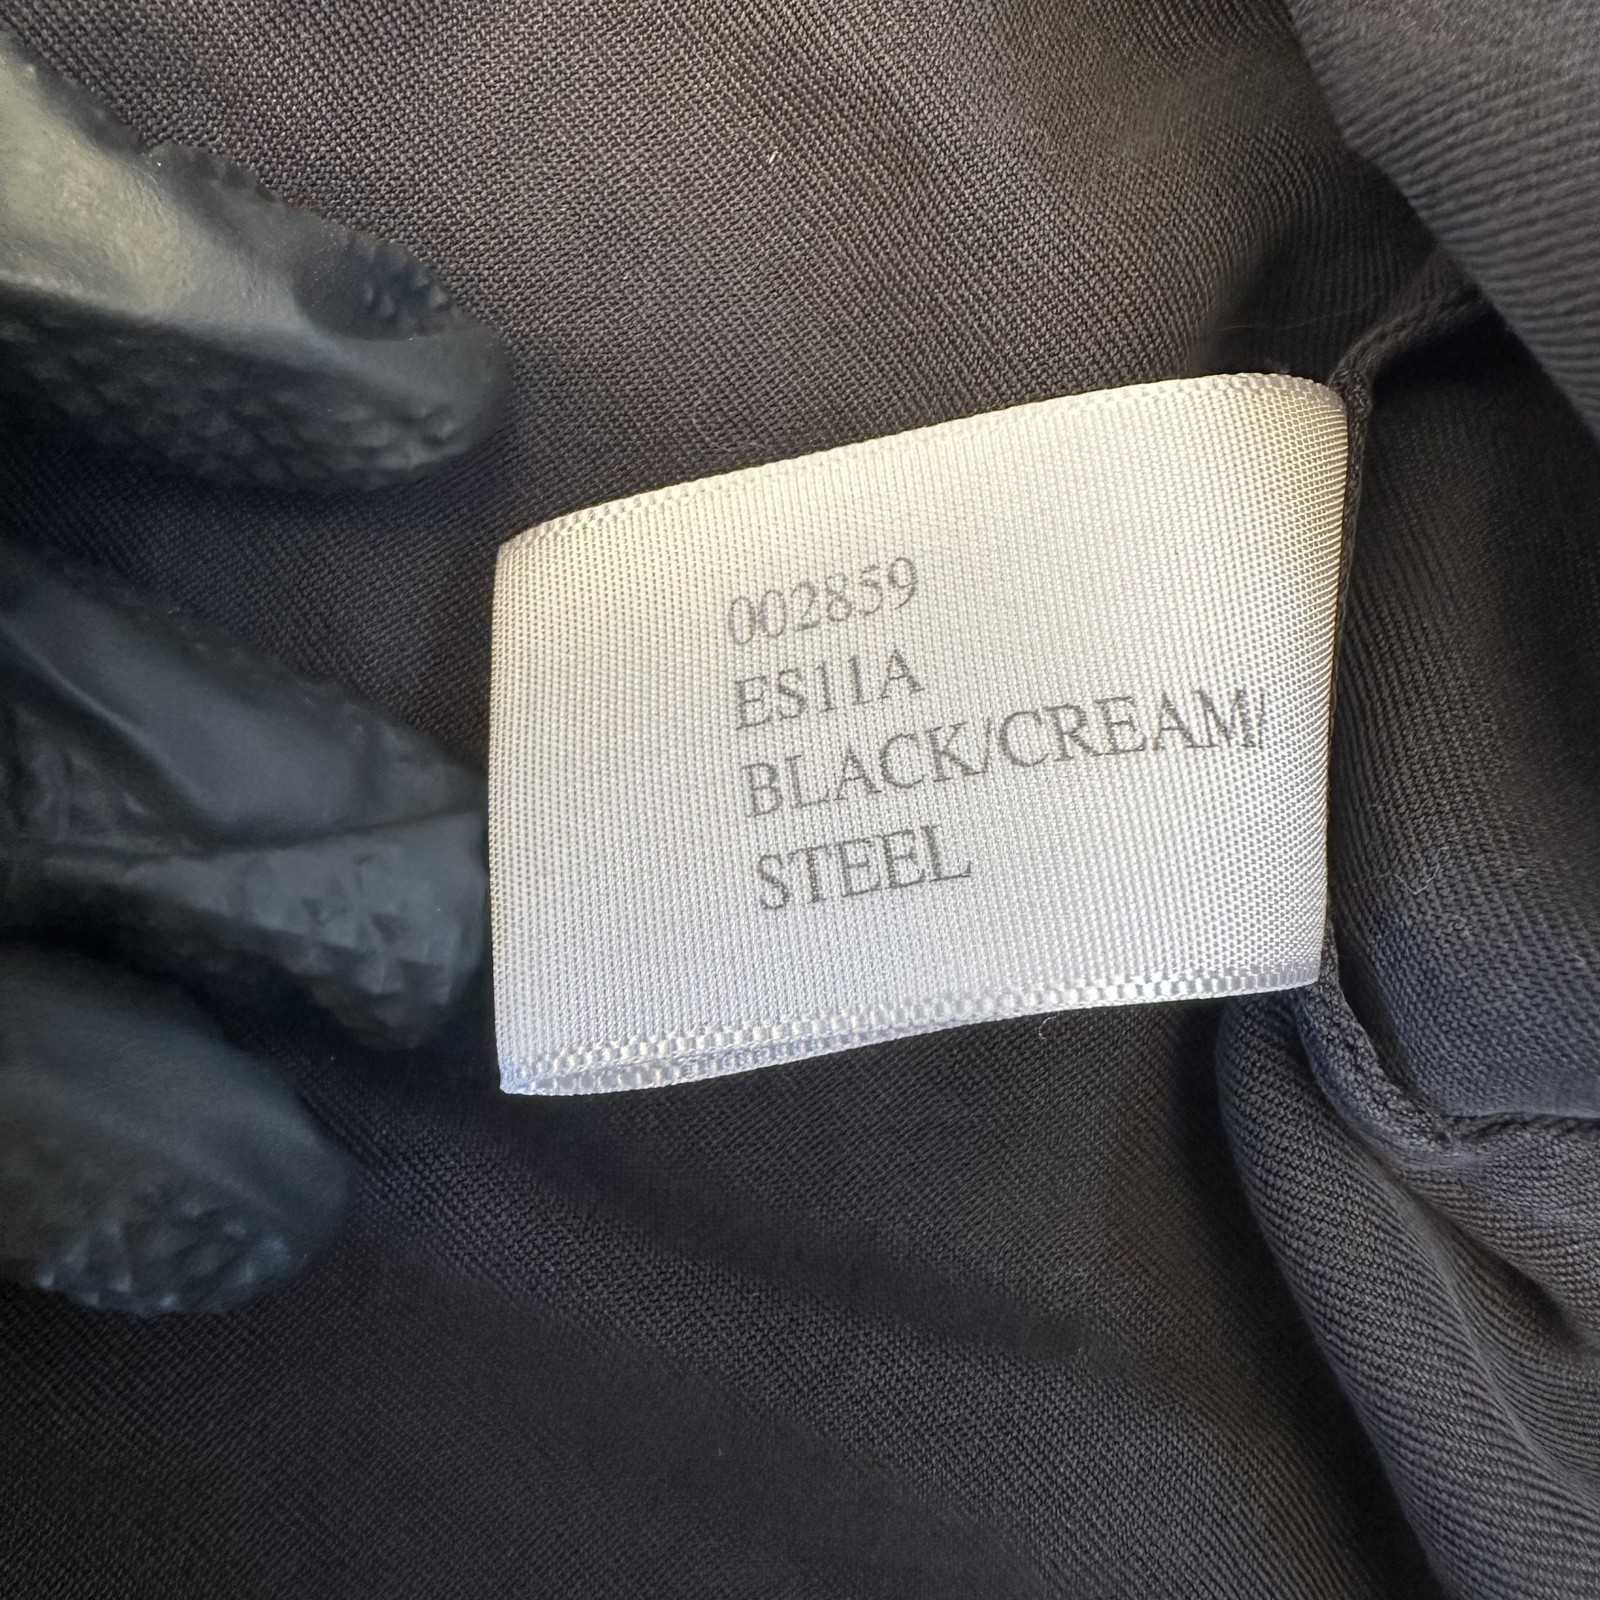 002859
ES11A
BLACK/CREAM/
STEEL